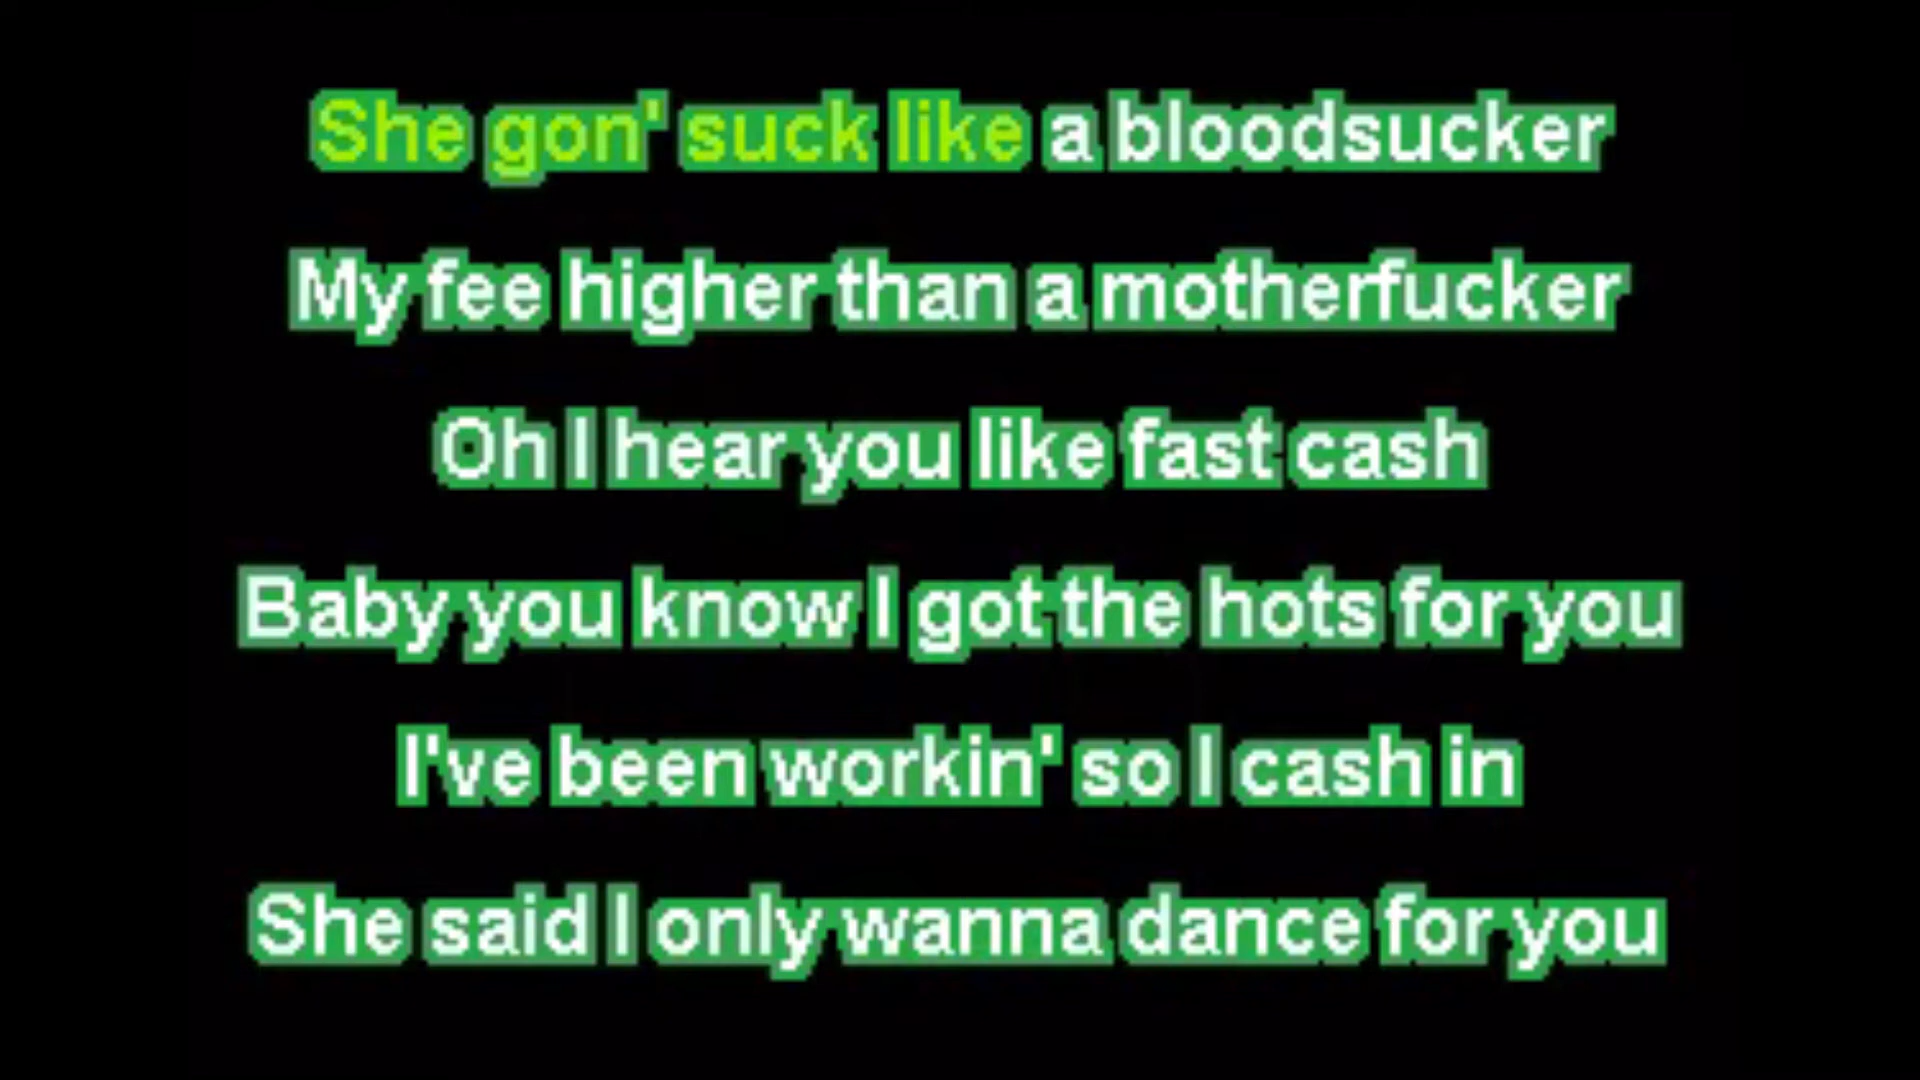 She gon' suck like a bloodsucker
My fee higher than a motherfucker
Oh I hear you like fast cash
Baby you know I got the hots for you
I've been workin' so I cash in
She said I only wanna dance for you